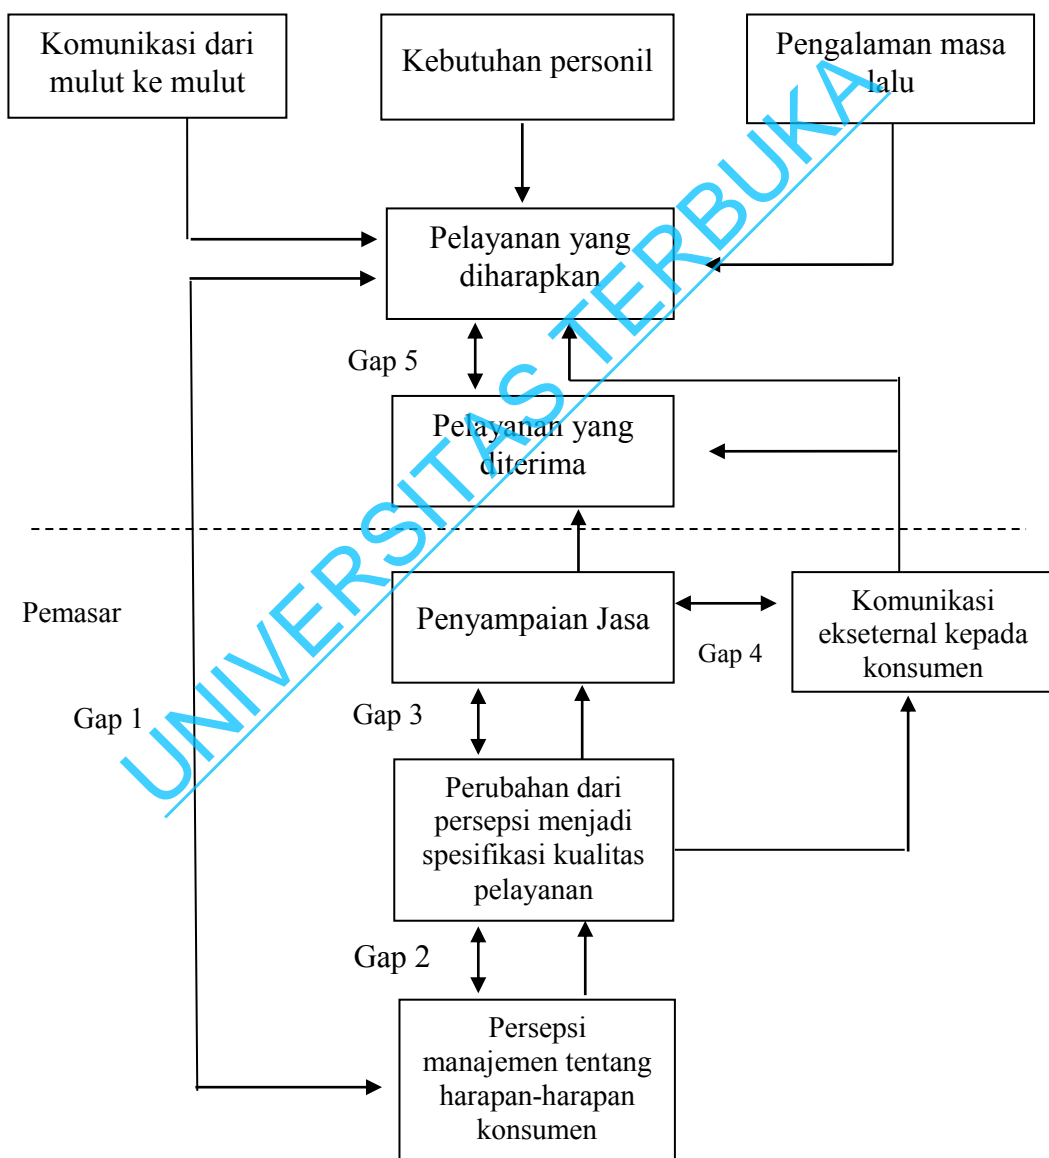 Komunikasi dari
mulut ke mulut
Kebutuhan personil
Pengalaman masa
lalu
Pelayanan yang
diharapkan
Gap 5
Pelayanan yang
diterima
Pemasar
Penyampaian Jasa
Gap 4
Komunikasi
ekseternal kepada
konsumen
Gap 1
Gap 3
Perubahan dari
persepsi menjadi
spesifikasi kualitas
pelayanan
Gap 2
Persepsi
manajemen tentang
harapan-harapan
konsumen
UNIVERSITAS TERBUKA